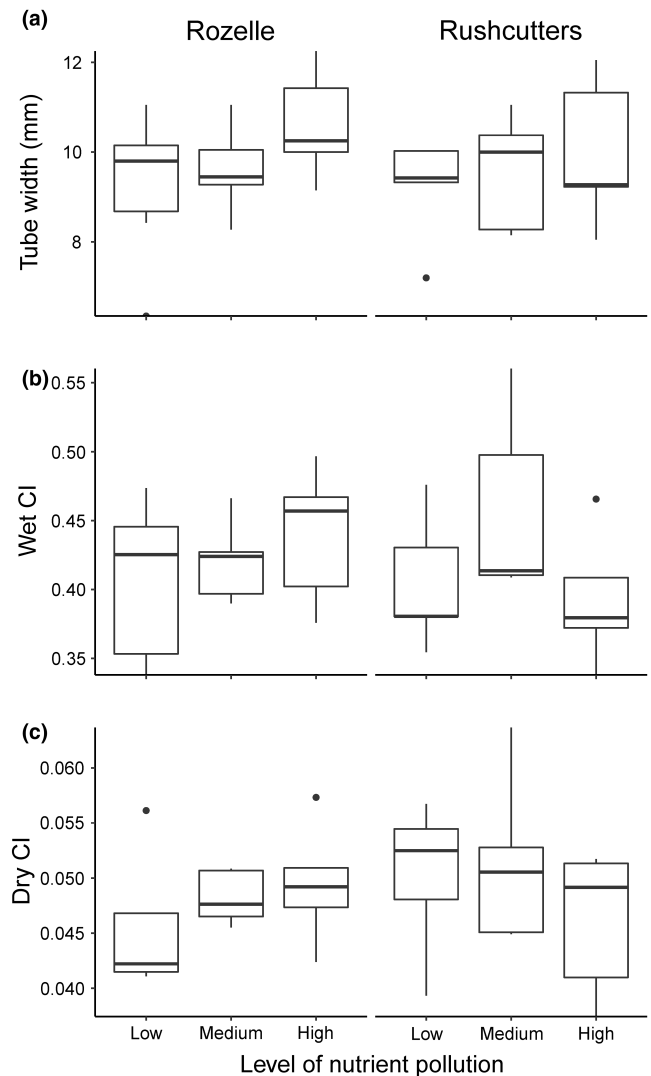 (a)
Rozelle
Rushcutters
12
10
8
Tube width (mm)
(b)
0.55
0.50
0.45
0.40
0.35
Wet CI
(c)
0.060
0.055
0.050
0.045
0.040
Dry CI
Low
Medium
High
Low
Medium
High
Level of nutrient pollution